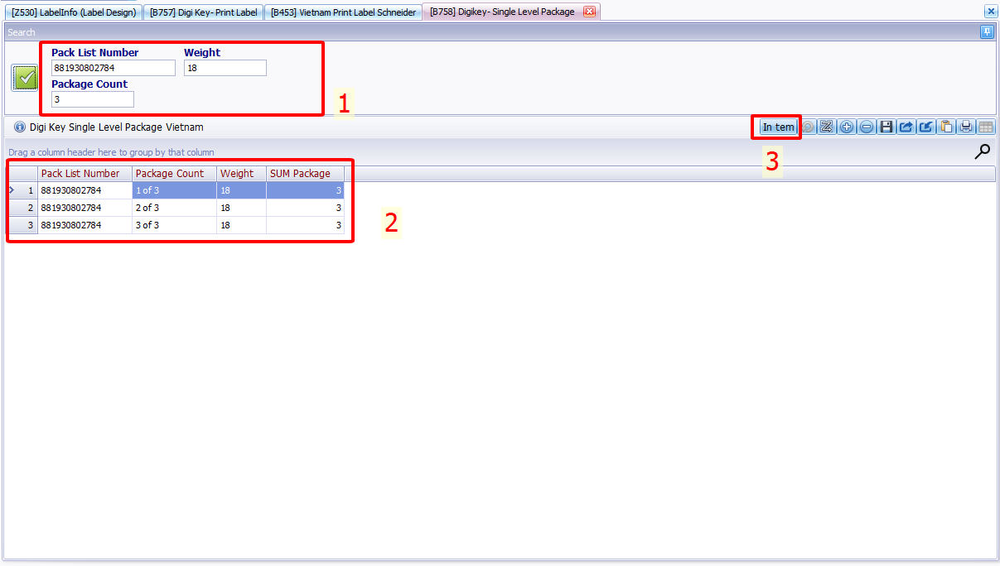 [Z530] LabelInfo (Label Design) [B757] Digi Key- Print Label [B453] Vietnam Print Label Schneider [B758] Digikey- Single Level Package
Search
Pack List Number Weight
881930802784 18
Package Count
3
1
Digi Key Single Level Package Vietnam In tem
3
Drag a column header here to group by that column
Pack List Number Package Count Weight SUM Package
1 881930802784 1 of 3 18 3
2 881930802784 2 of 3 18 3
3 881930802784 3 of 3 18 3
2